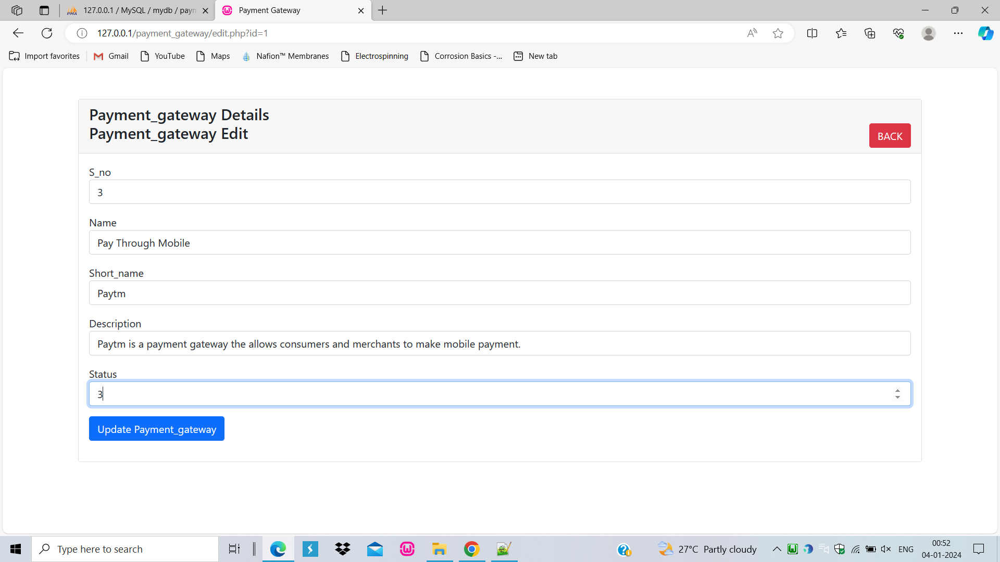 127.0.0.1 / MySQL / mydb / payn
Payment Gateway
127.0.0.1/payment_gateway/edit.php?id=1
Import favorites
Gmail
YouTube
Maps
Nafion™ Membranes
Electrospinning
Corrosion Basics -...
New tab
Payment_gateway Details
Payment_gateway Edit
BACK
S_no
3
Name
Pay Through Mobile
Short_name
Paytm
Description
Paytm is a payment gateway the allows consumers and merchants to make mobile payment.
Status
3
Update Payment_gateway
Type here to search
27°C Partly cloudy
ENG
00:52
04-01-2024